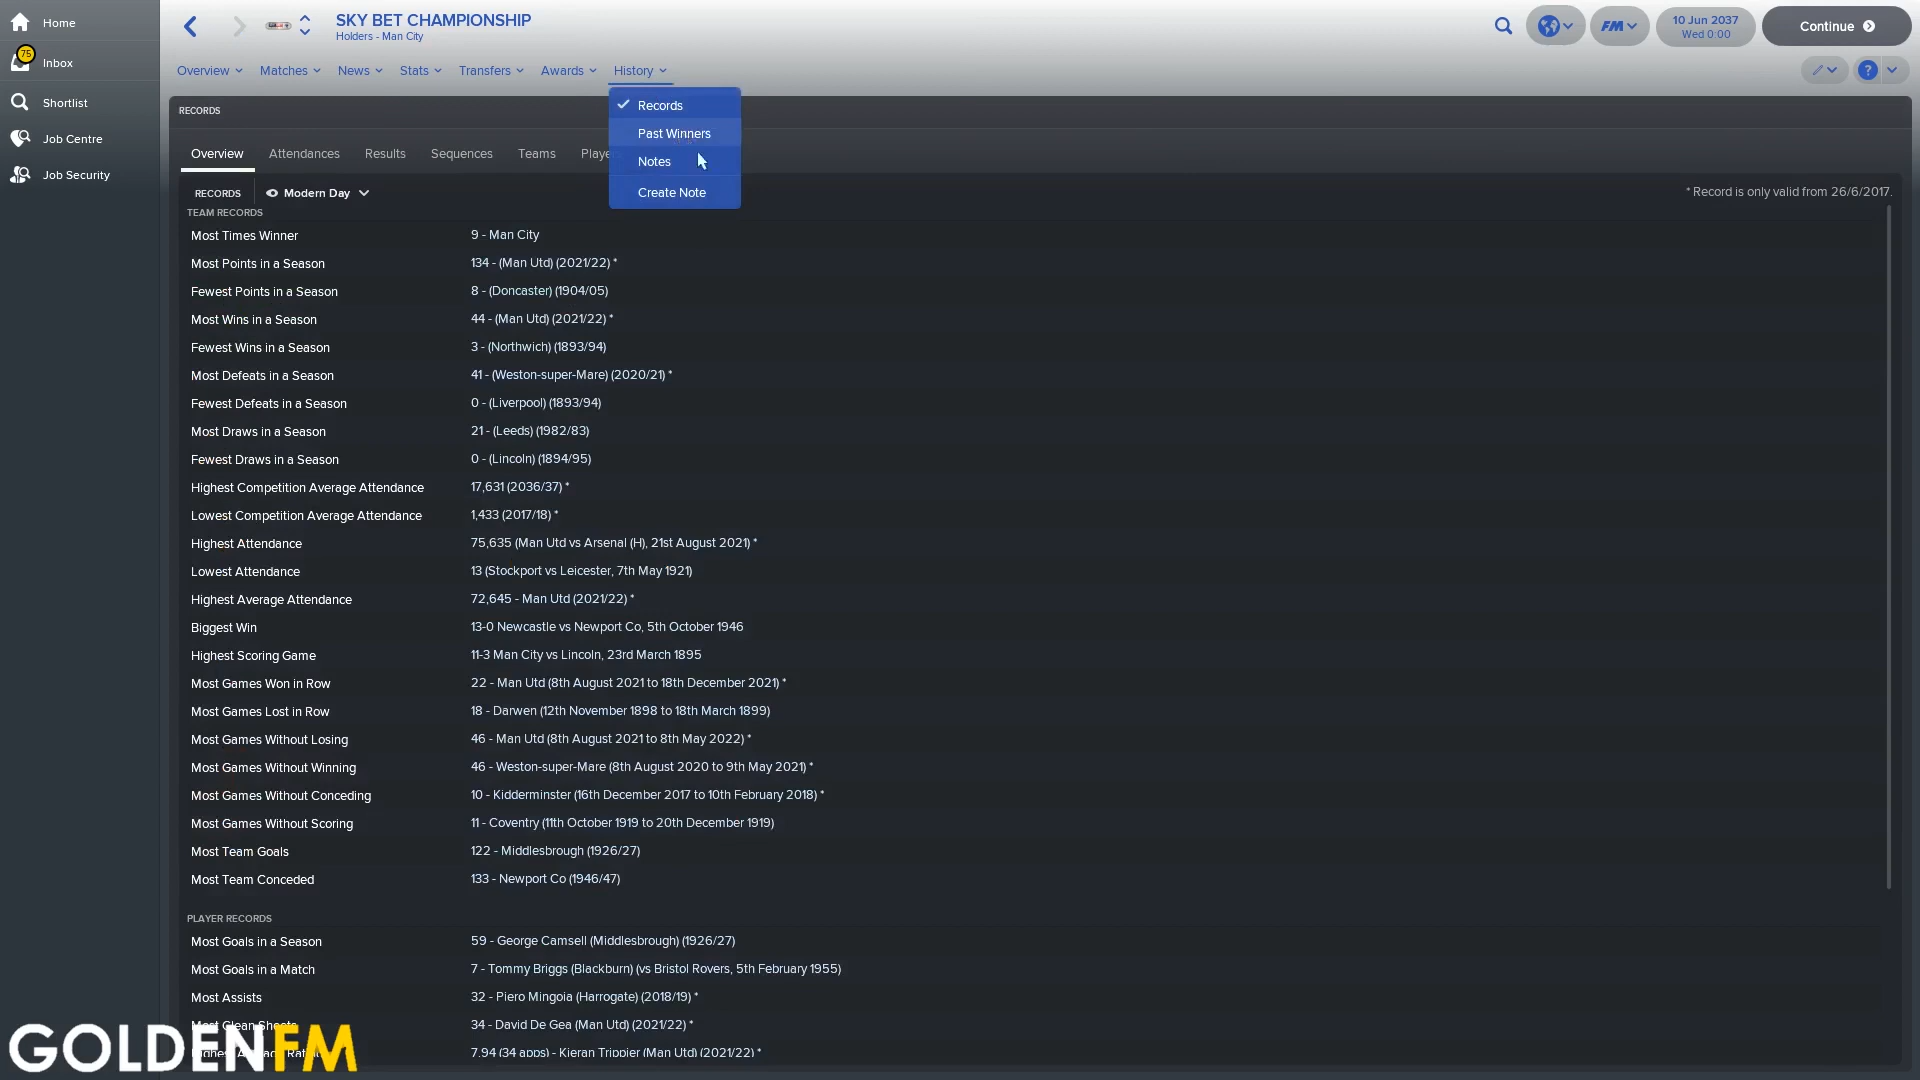 Home
75
Inbox
Shortlist
Job Centre
Job Security
SKY BET CHAMPIONSHIP
Holders - Man City
FM
10 Jun 2037
Wed 0:00
Continue
Overview
Matches
News
Stats
Transfers
Awards
History
?
RECORDS
Records
Past Winners
Notes
Create Note
Overview
Attendances
Results
Sequences
Teams
RECORDS
Modern Day
* Record is only valid from 26/6/2017.
TEAM RECORDS
Most Times Winner 9 - Man City
Most Points in a Season 134 - (Man Utd) (2021/22) *
Fewest Points in a Season 8 - (Doncaster) (1904/05)
Most Wins in a Season 44 - (Man Utd) (2021/22) *
Fewest Wins in a Season 3 - (Northwich) (1893/94)
Most Defeats in a Season 41 - (Weston-super-Mare) (2020/21) *
Fewest Defeats in a Season 0 - (Liverpool) (1893/94)
Most Draws in a Season 21 - (Leeds) (1982/83)
Fewest Draws in a Season 0 - (Lincoln) (1894/95)
Highest Competition Average Attendance 17,631 (2036/37) *
Lowest Competition Average Attendance 1,433 (2017/18) *
Highest Attendance 75,635 (Man Utd vs Arsenal (H), 21st August 2021) *
Lowest Attendance 13 (Stockport vs Leicester, 7th May 1921)
Highest Average Attendance 72,645 - Man Utd (2021/22) *
Biggest Win 13-0 Newcastle vs Newport Co, 5th October 1946
Highest Scoring Game 11-3 Man City vs Lincoln, 23rd March 1895
Most Games Won in Row 22 - Man Utd (8th August 2021 to 18th December 2021) *
Most Games Lost in Row 18 - Darwen (12th November 1898 to 18th March 1899)
Most Games Without Losing 46 - Man Utd (8th August 2021 to 8th May 2022) *
Most Games Without Winning 46 - Weston-super-Mare (8th August 2020 to 9th May 2021) *
Most Games Without Conceding 10 - Kidderminster (16th December 2017 to 10th February 2018) *
Most Games Without Scoring 11 - Coventry (11th October 1919 to 20th December 1919)
Most Team Goals 122 - Middlesbrough (1926/27)
Most Team Conceded 133 - Newport Co (1946/47)
PLAYER RECORDS
Most Goals in a Season 59 - George Camsell (Middlesbrough) (1926/27)
Most Goals in a Match 7 - Tommy Briggs (Blackburn) (vs Bristol Rovers, 5th February 1955)
Most Assists 32 - Piero Mingoia (Harrogate) (2018/19) *
Most Clean Sheets 34 - David De Gea (Man Utd) (2021/22) *
7.94 (34 apps) - Kieran Trippier (Man Utd) (2021/22) *
GOLDENFM